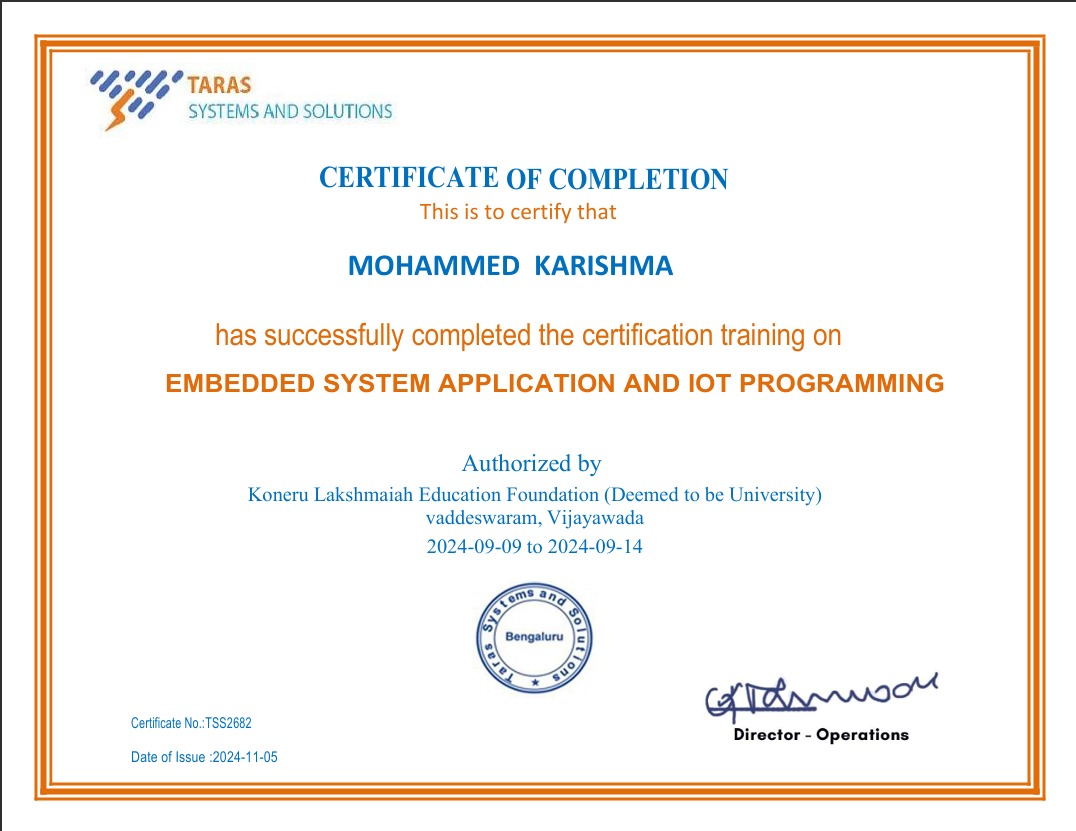 TARAS
SYSTEMS AND SOLUTIONS
CERTIFICATE OF COMPLETION
This is to certify that
MOHAMMED KARISHMA
has successfully completed the certification training on
EMBEDDED SYSTEM APPLICATION AND IOT PROGRAMMING
Authorized by
Koneru Lakshmaiah Education Foundation (Deemed to be University)
vaddeswaram, Vijayawada
2024-09-09 to 2024-09-14
Taras Systems and Solutions
Bengaluru
Director - Operations
Certificate No.:TSS2682
Date of Issue :2024-11-05